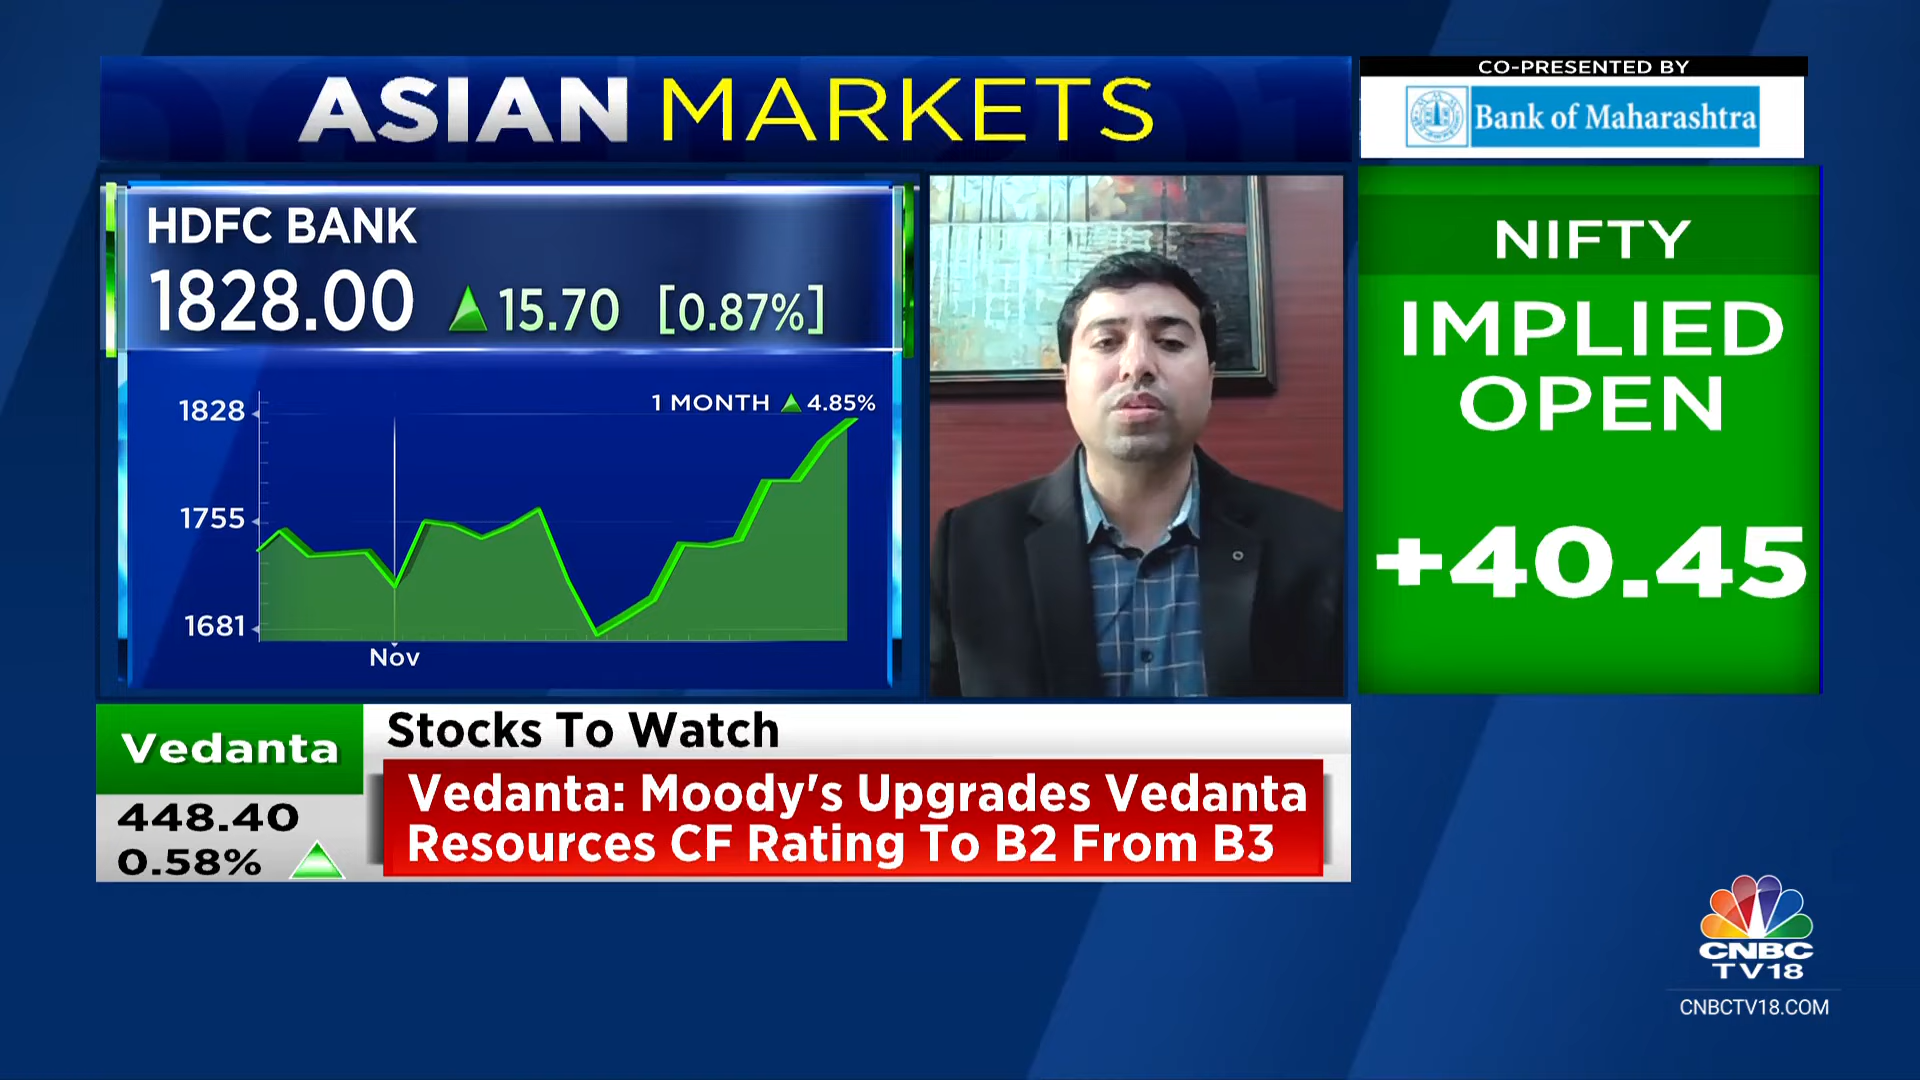 ASIAN MARKETS
CO-PRESENTED BY
Bank of Maharashtra
HDFC BANK
1828.00 ▲ 15.70 [0.87%]
1 MONTH ▲ 4.85%
1828
1755
1681
Nov
NIFTY
IMPLIED
OPEN
+40.45
Vedanta
448.40
0.58%
Stocks To Watch
Vedanta: Moody's Upgrades Vedanta
Resources CF Rating To B2 From B3
CNBC
TV18
CNBCTV18.COM